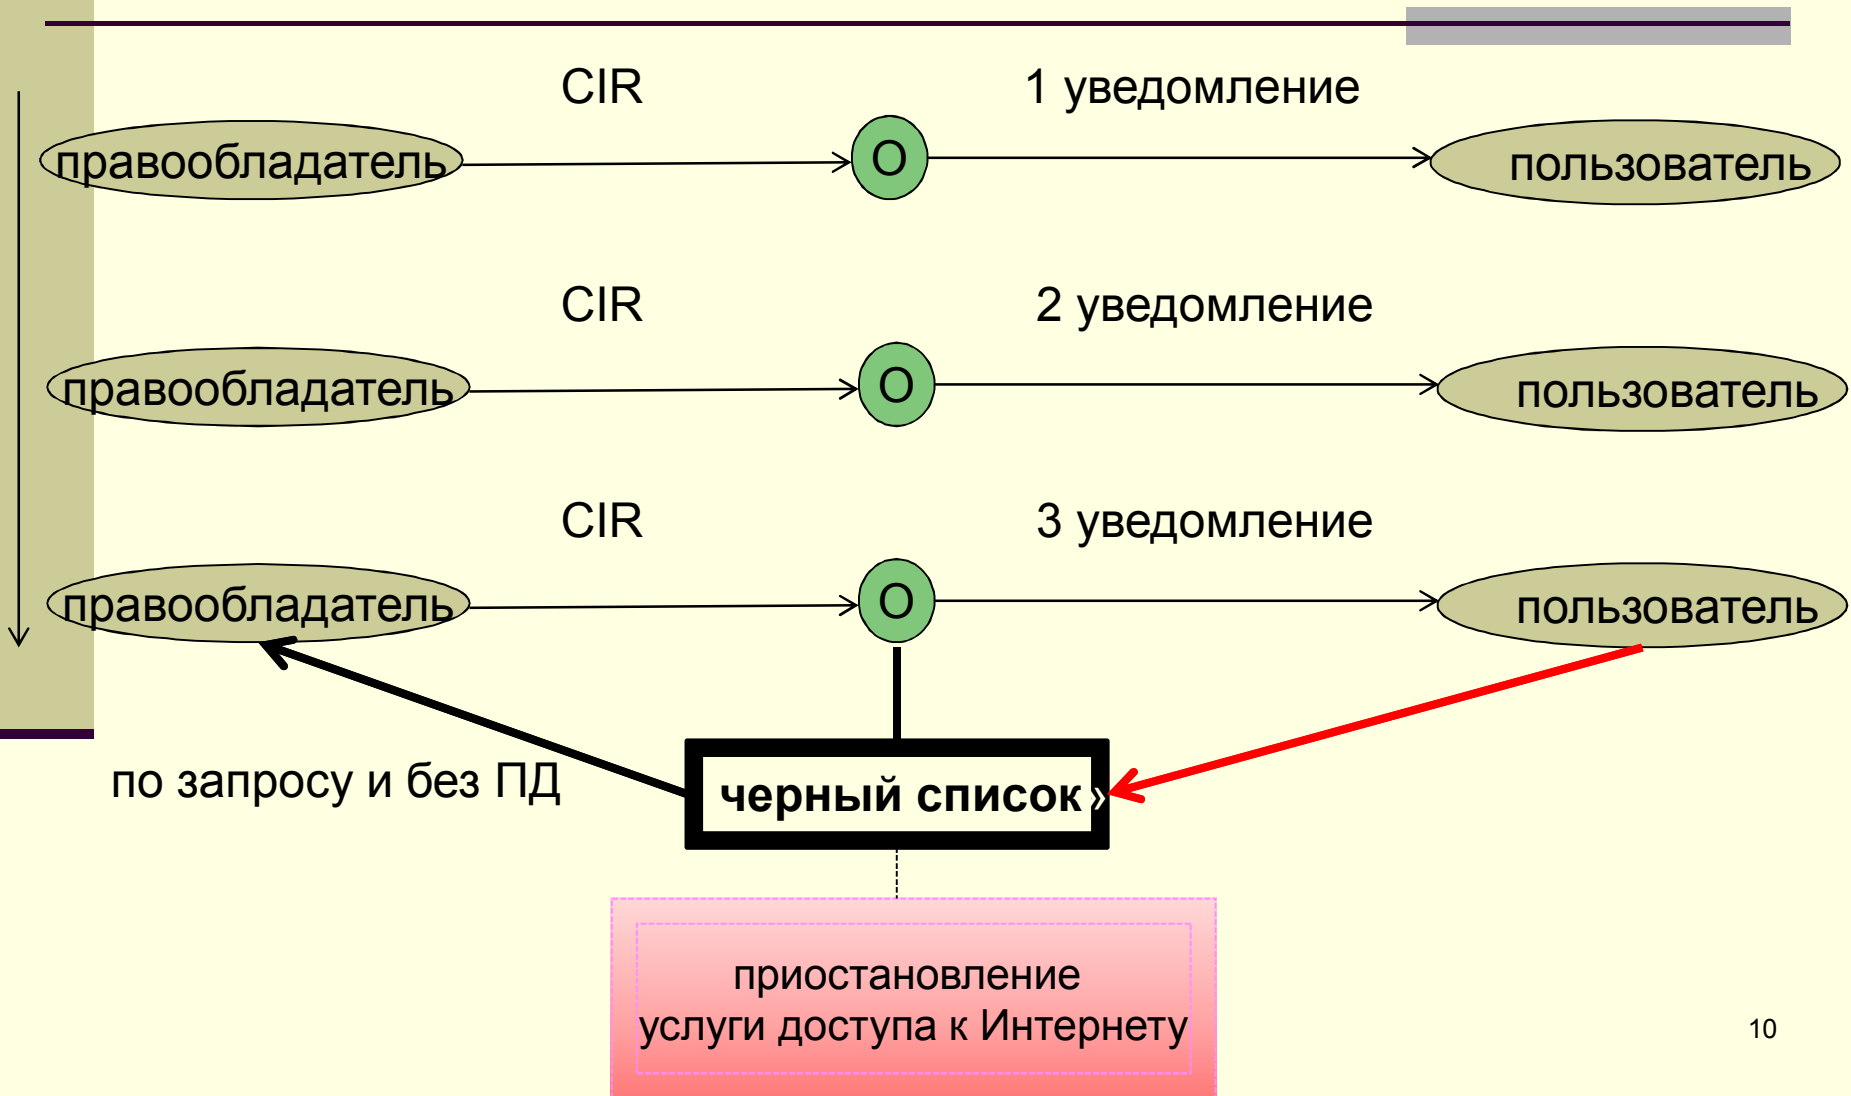 CIR
1 уведомление
правообладатель
О
пользователь
CIR
2 уведомление
правообладатель
О
пользователь
CIR
3 уведомление
правообладатель
О
пользователь
по запросу и без ПД
черный список»
приостановление
услуги доступа к Интернету
10